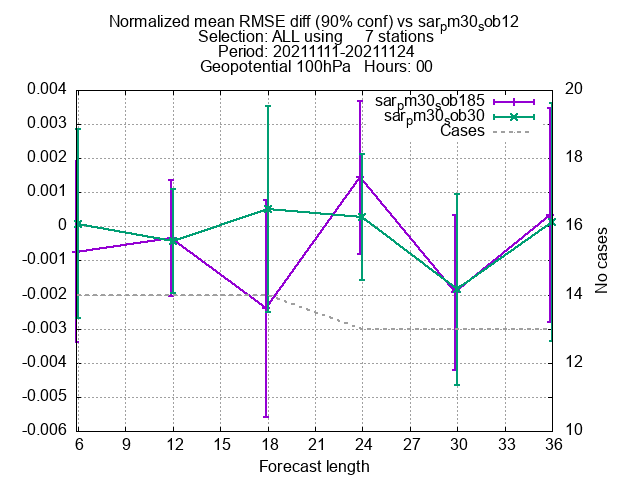 Normalized mean RMSE diff (90% conf) vs sarpm30sob12
Selection: ALL using 7 stations
Period: 20211111-20211124
Geopotential 100hPa Hours: 00
sarpm30sob185
sarpm30sob30
Cases
0.004
0.003
0.002
0.001
0
-0.001
-0.002
-0.003
-0.004
-0.005
-0.006
20
18
16
14
12
10
No cases
6 9 12 15 18 21 24 27 30 33 36
Forecast length